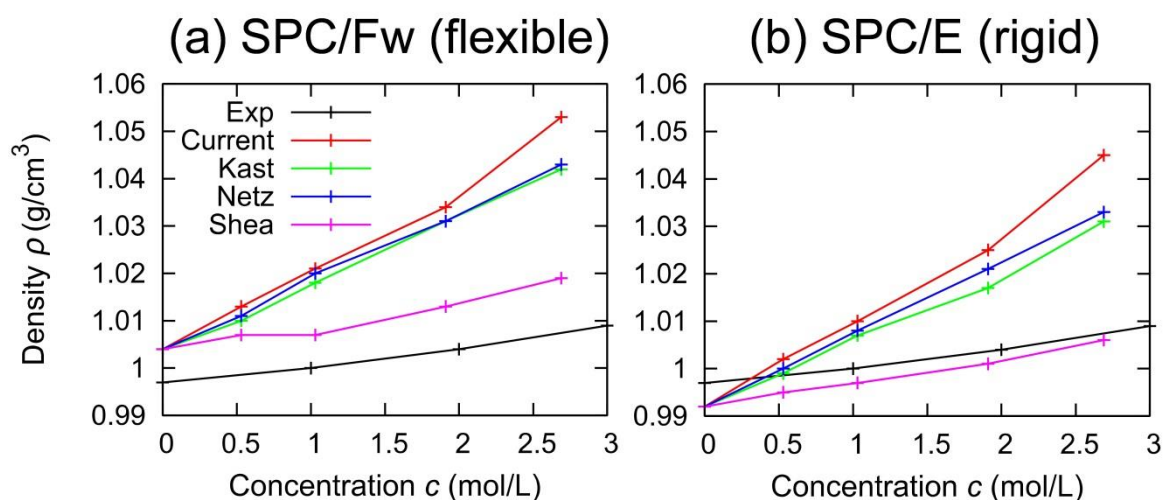 (a) SPC/Fw (flexible)
(b) SPC/E (rigid)
Density ρ (g/cm³)
1.06
1.05
1.04
1.03
1.02
1.01
1
0.99
Exp
Current
Kast
Netz
Shea
0 0.5 1 1.5 2 2.5 3
Concentration c (mol/L)
1.06
1.05
1.04
1.03
1.02
1.01
1
0.99
0 0.5 1 1.5 2 2.5 3
Concentration c (mol/L)